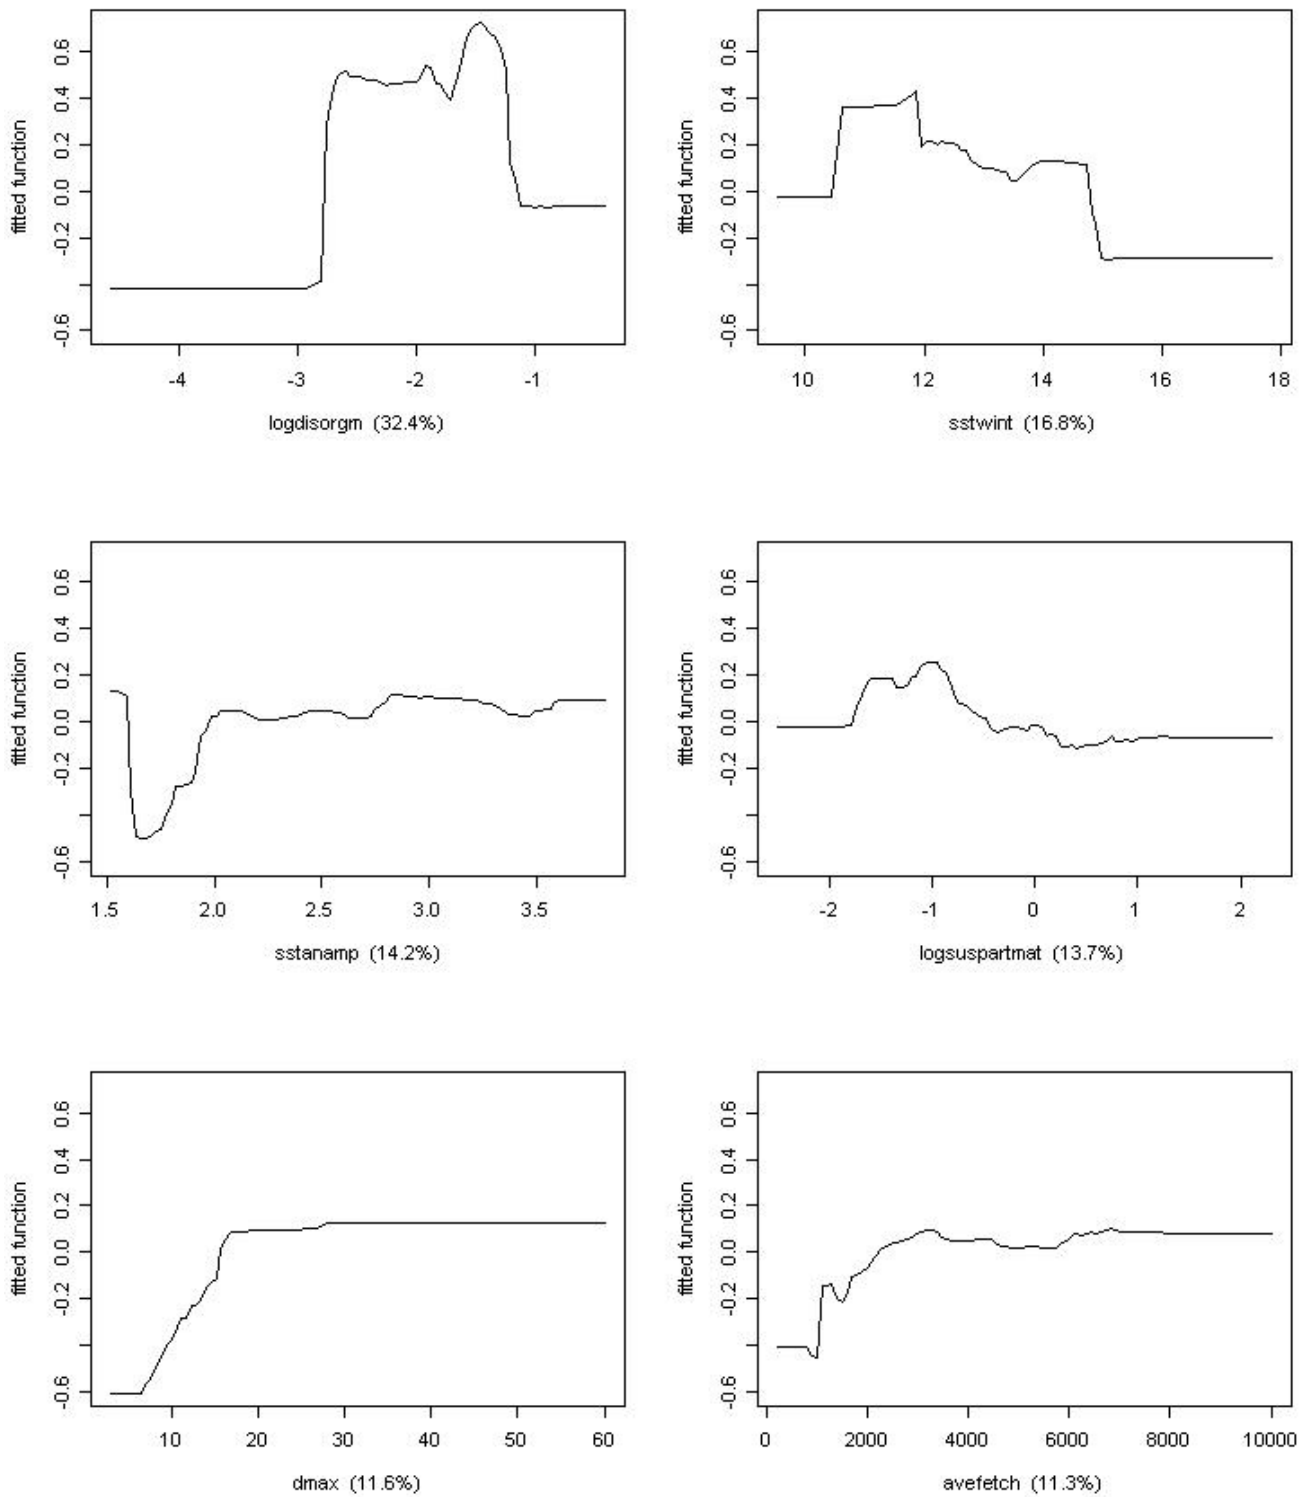 fitted function
0.6
0.4
0.2
0.0
-0.2
-0.6
-4 -3 -2 -1
logdisorgm (32.4%)
fitted function
0.6
0.4
0.2
0.0
-0.2
-0.6
10 12 14 16 18
sstwint (16.8%)
fitted function
0.6
0.4
0.2
0.0
-0.2
-0.6
1.5 2.0 2.5 3.0 3.5
sstanamp (14.2%)
fitted function
0.6
0.4
0.2
0.0
-0.2
-0.6
-2 -1 0 1 2
logsuspartmat (13.7%)
fitted function
0.6
0.4
0.2
0.0
-0.2
-0.6
10 20 30 40 50 60
dmax (11.6%)
fitted function
0.6
0.4
0.2
0.0
-0.2
-0.6
0 2000 4000 6000 8000 10000
avefetch (11.3%)